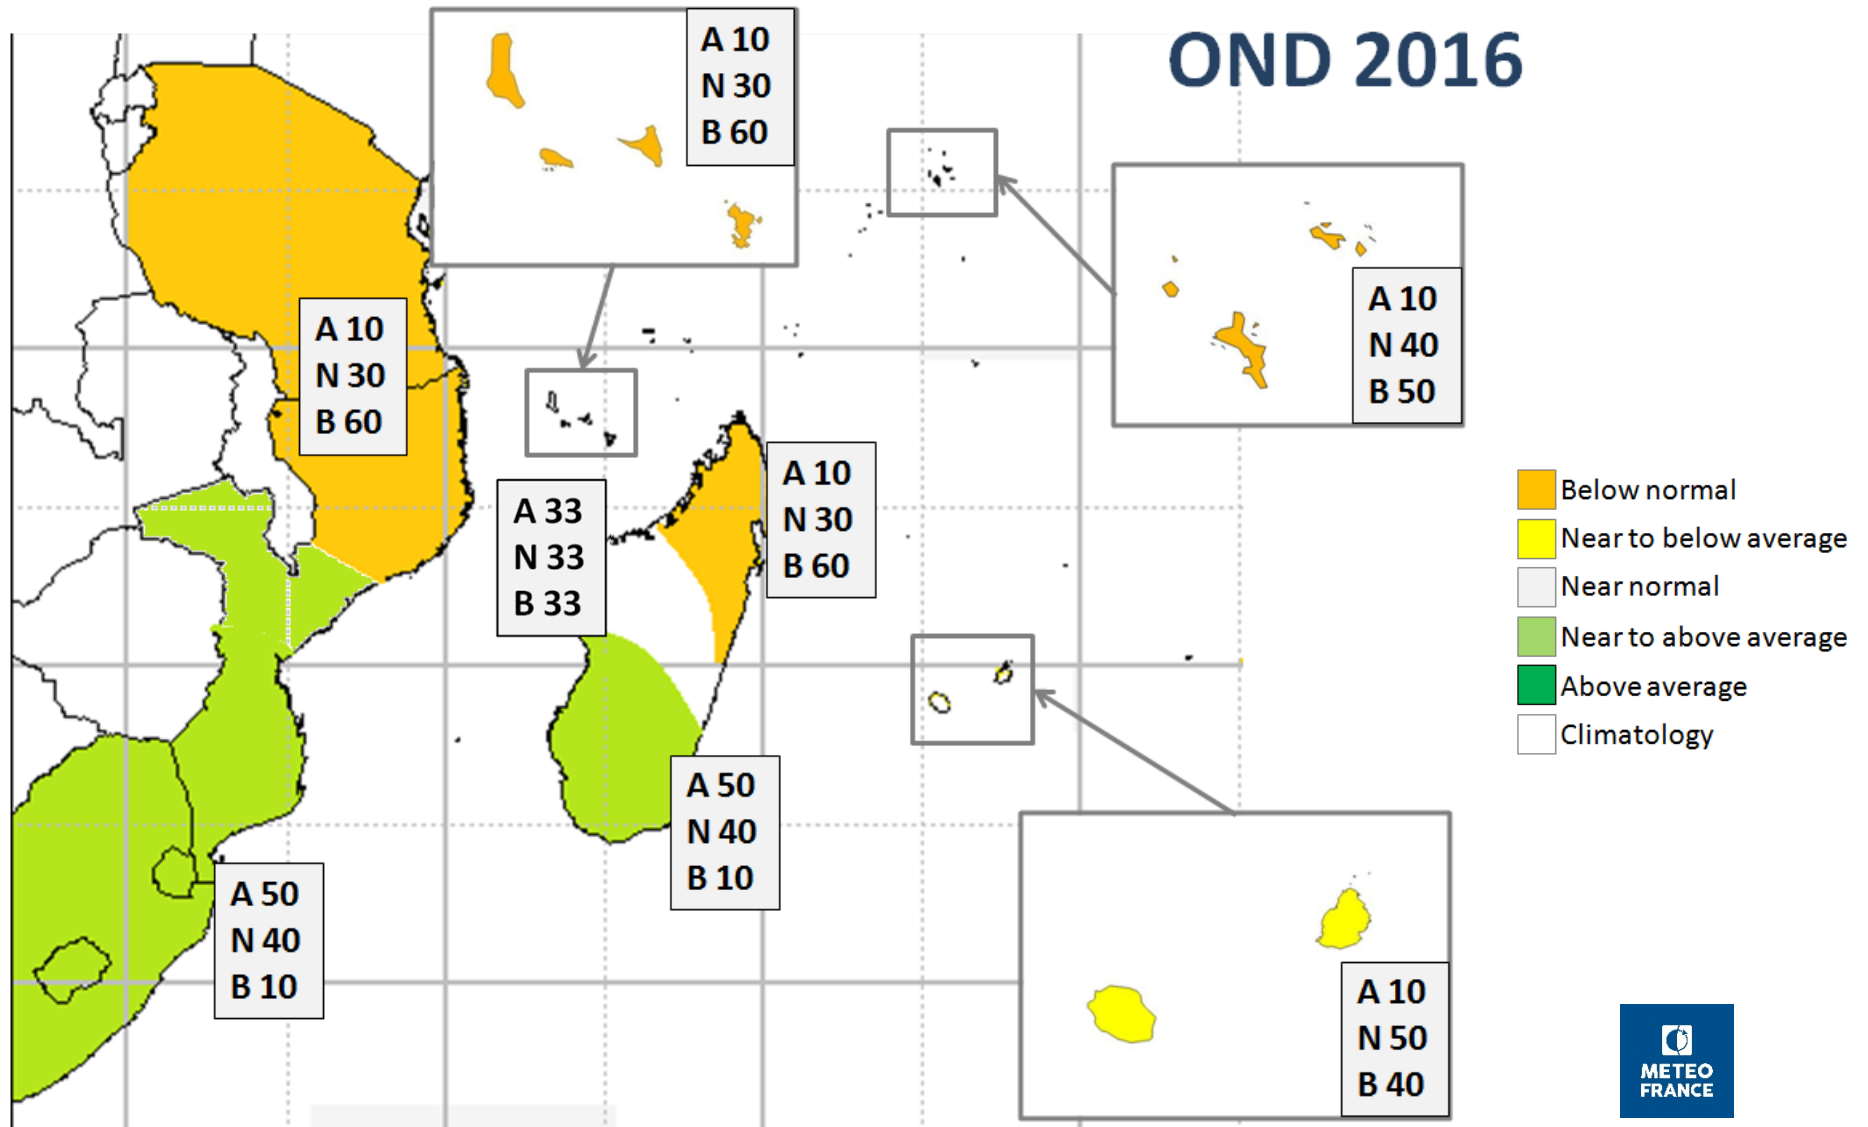 OND 2016
A 10
N 30
B 60
A 10
N 40
B 50
A 10
N 30
B 60
A 10
N 30
B 60
A 33
N 33
B 33
A 50
N 40
B 10
A 50
N 40
B 10
A 10
N 50
B 40
Below normal
Near to below average
Near normal
Near to above average
Above average
Climatology
METEO
FRANCE